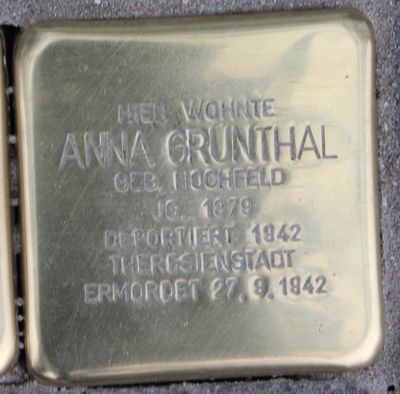 HIER WOHNTE
ANNA GRÜNTHAL
GEB. HOCHFELD
JG. 1879
DEPORTIERT 1942
THERESIENSTADT
ERMORDET 27.9.1942